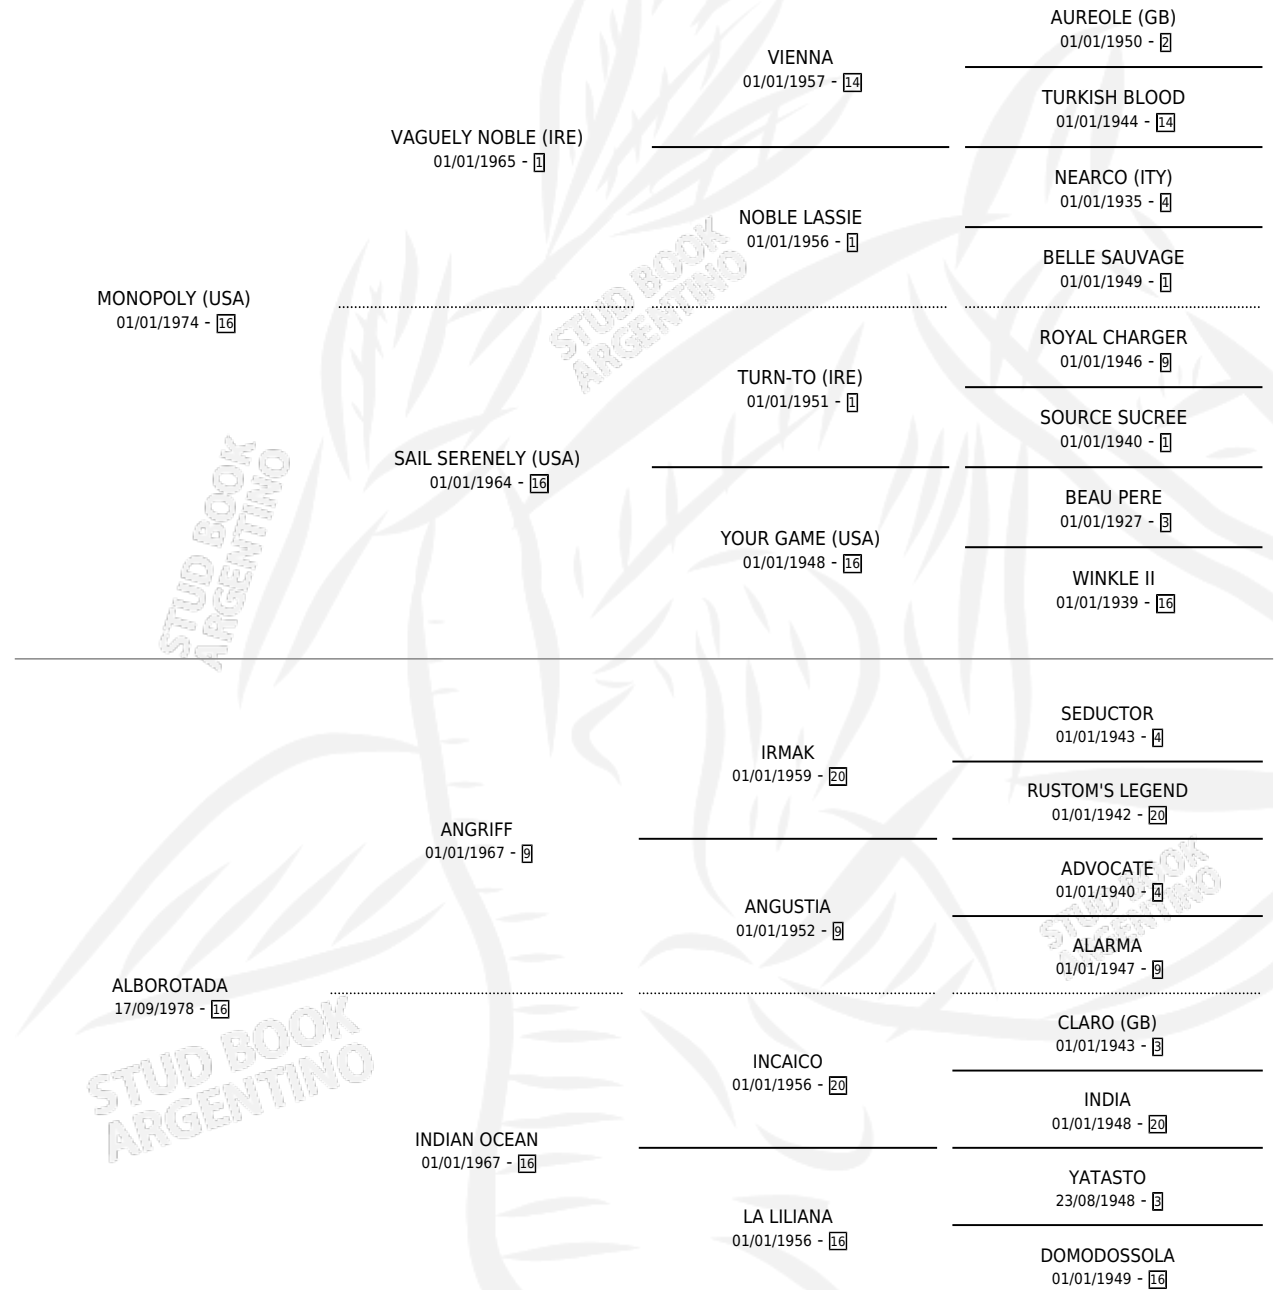 AUREOLE (GB)
01/01/1950 - 2
VIENNA
01/01/1957 - 14
TURKISH BLOOD
01/01/1944 - 14
VAGUELY NOBLE (IRE)
01/01/1965 - 1
NEARCO (ITY)
01/01/1935 - 4
NOBLE LASSIE
01/01/1956 - 1
BELLE SAUVAGE
01/01/1949 - 1
MONOPOLY (USA)
01/01/1974 - 16
STUD BOOK
ARGENTINO
ROYAL CHARGER
01/01/1946 - 9
TURN-TO (IRE)
01/01/1951 - 1
SOURCE SUCREE
01/01/1940 - 1
SAIL SERENELY (USA)
01/01/1964 - 16
BEAU PERE
01/01/1927 - 3
YOUR GAME (USA)
01/01/1948 - 16
WINKLE II
01/01/1939 - 16
STUD BOOK
ARGENTINO
SEDUCTOR
01/01/1943 - 4
IRMAK
01/01/1959 - 20
RUSTOM'S LEGEND
01/01/1942 - 20
ANGRIFF
01/01/1967 - 9
ADVOCATE
01/01/1940 - 4
ANGUSTIA
01/01/1952 - 9
STUD BOOK
ARGENTINO
ALARMA
01/01/1947 - 9
ALBOROTADA
17/09/1978 - 16
CLARO (GB)
01/01/1943 - 3
INCAICO
01/01/1956 - 20
INDIA
01/01/1948 - 20
STUD BOOK
ARGENTINO
INDIAN OCEAN
01/01/1967 - 16
YATASTO
23/08/1948 - 3
LA LILIANA
01/01/1956 - 16
DOMODOSSOLA
01/01/1949 - 16